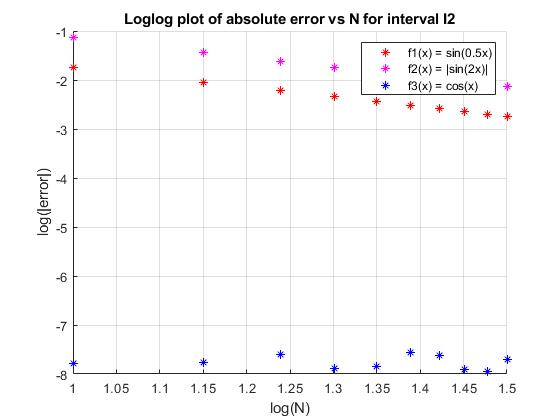 Loglog plot of absolute error vs N for interval I2
f1(x) = sin(0.5x)
f2(x) = |sin(2x)|
f3(x) = cos(x)
log(|error|)
-1
-2
-3
-4
-5
-6
-7
-8
1 1.05 1.1 1.15 1.2 1.25 1.3 1.35 1.4 1.45 1.5
log(N)